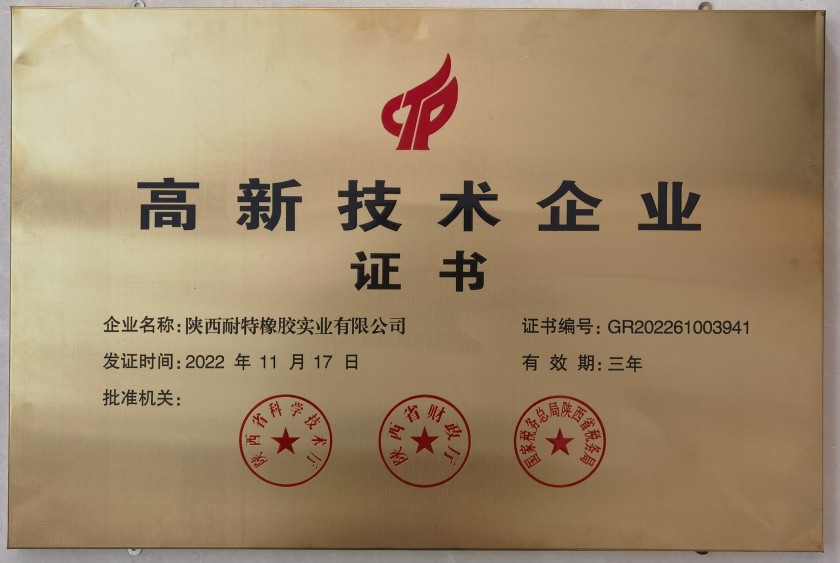 CTP
高新技术企业
证书
企业名称：陕西耐特橡胶实业有限公司
证书编号：GR202261003941
发证时间：2022 年 11 月 17 日
有 效 期：三年
批准机关：
陕西省科学技术厅
陕西省财政厅
国家税务总局陕西省税务局